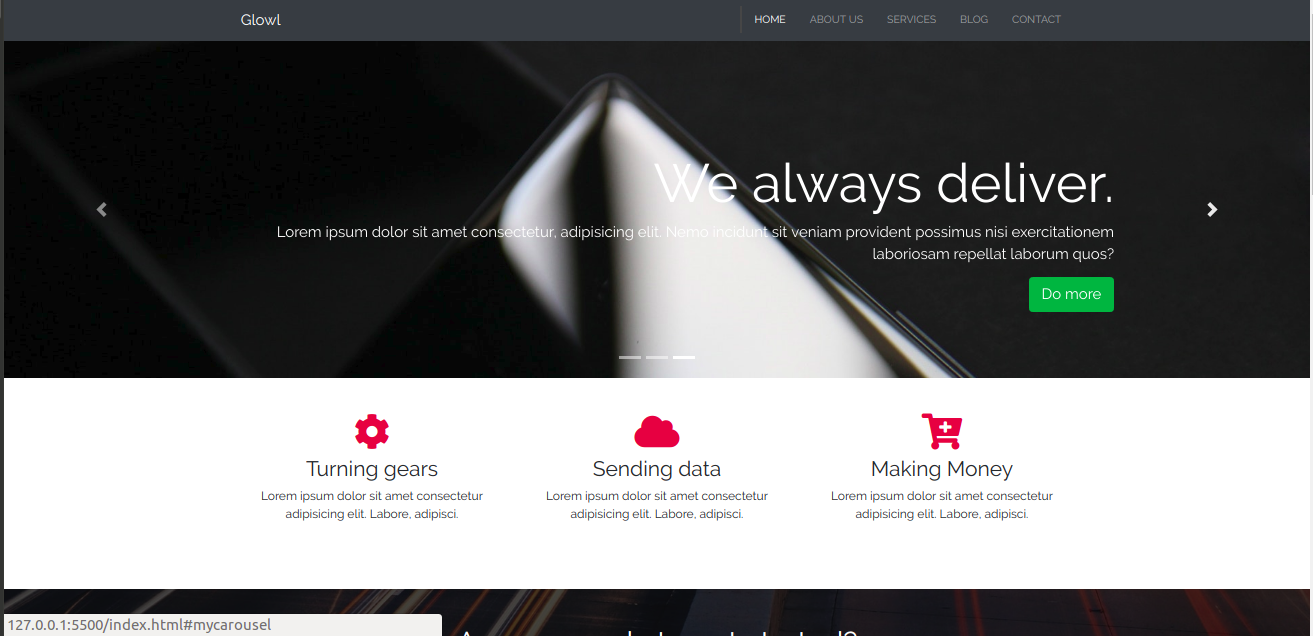 Glowl
HOME ABOUT US SERVICES BLOG CONTACT
We always deliver.
Lorem ipsum dolor sit amet consectetur, adipisicing elit. Nemo incidunt sit veniam provident possimus nisi exercitationem
laboriosam repellat laborum quos?
Do more
Turning gears
Lorem ipsum dolor sit amet consectetur
adipisicing elit. Labore, adipisci.
Sending data
Lorem ipsum dolor sit amet consectetur
adipisicing elit. Labore, adipisci.
Making Money
Lorem ipsum dolor sit amet consectetur
adipisicing elit. Labore, adipisci.
127.0.0.1:5500/index.html#mycarousel